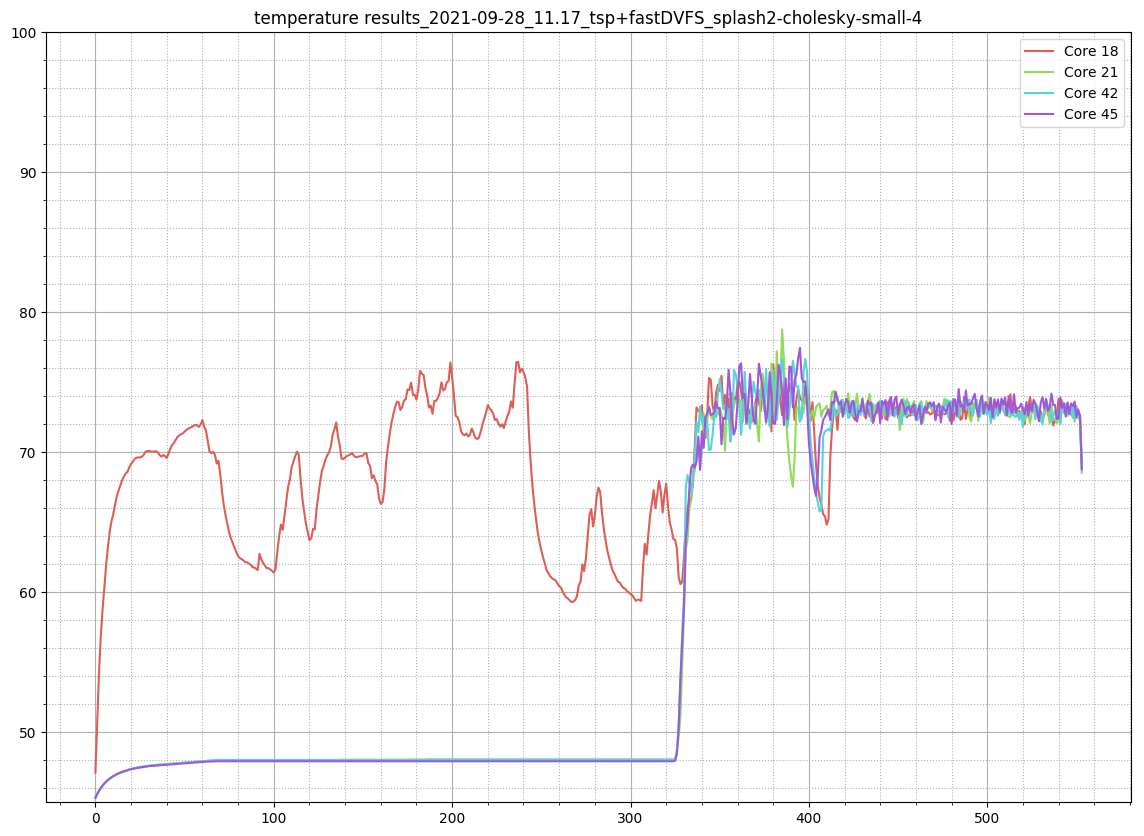 temperature results_2021-09-28_11.17_tsp+fastDVFS_splash2-cholesky-small-4
100
90
80
70
60
50
0
100
200
300
400
500
Core 18
Core 21
Core 42
Core 45